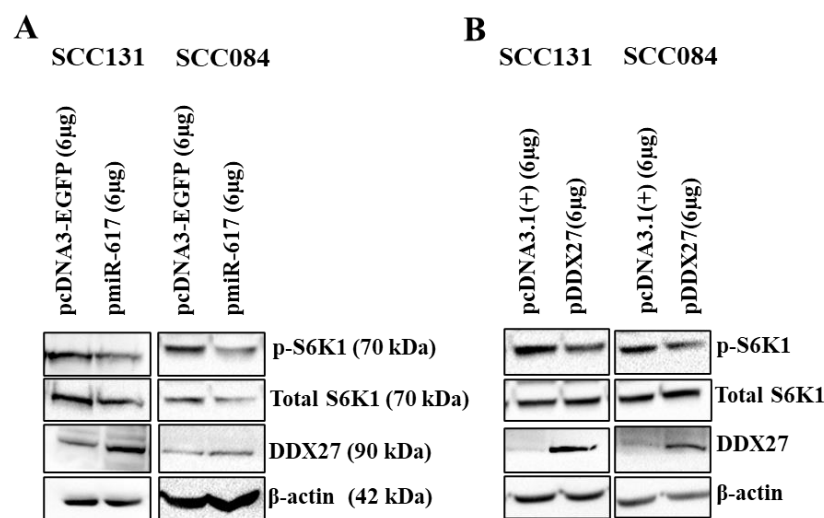 A
SCC131 SCC084
pcDNA3-EGFP (6µg)
pmiR-617 (6µg)
pcDNA3-EGFP (6µg)
pmiR-617 (6µg)
p-S6K1 (70 kDa)
Total S6K1 (70 kDa)
DDX27 (90 kDa)
β-actin (42 kDa)
B
SCC131 SCC084
pcDNA3.1(+) (6µg)
pDDX27(6µg)
pcDNA3.1(+) (6µg)
pDDX27(6µg)
p-S6K1
Total S6K1
DDX27
β-actin